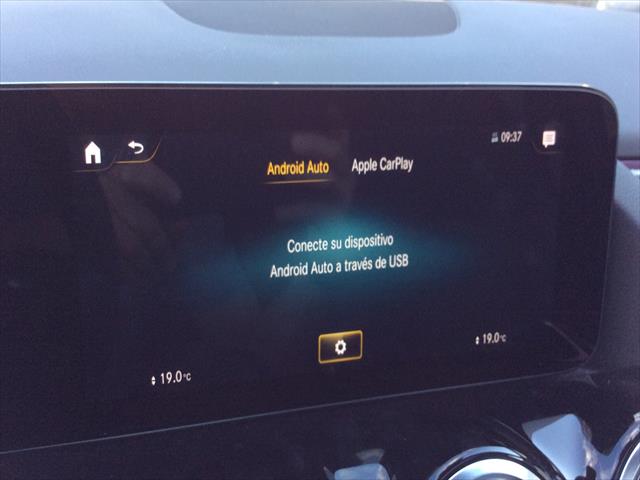 09:37
Android Auto Apple CarPlay
Conecte su dispositivo
Android Auto a través de USB
19.0°C
19.0°C